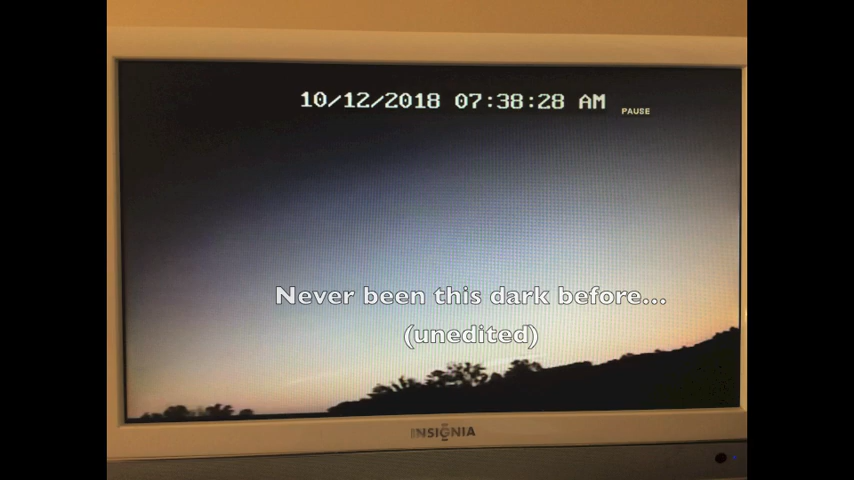 10/12/2018 07:38:28 AM
PAUSE
Never been this dark before...
(unedited)
INSIGNIA